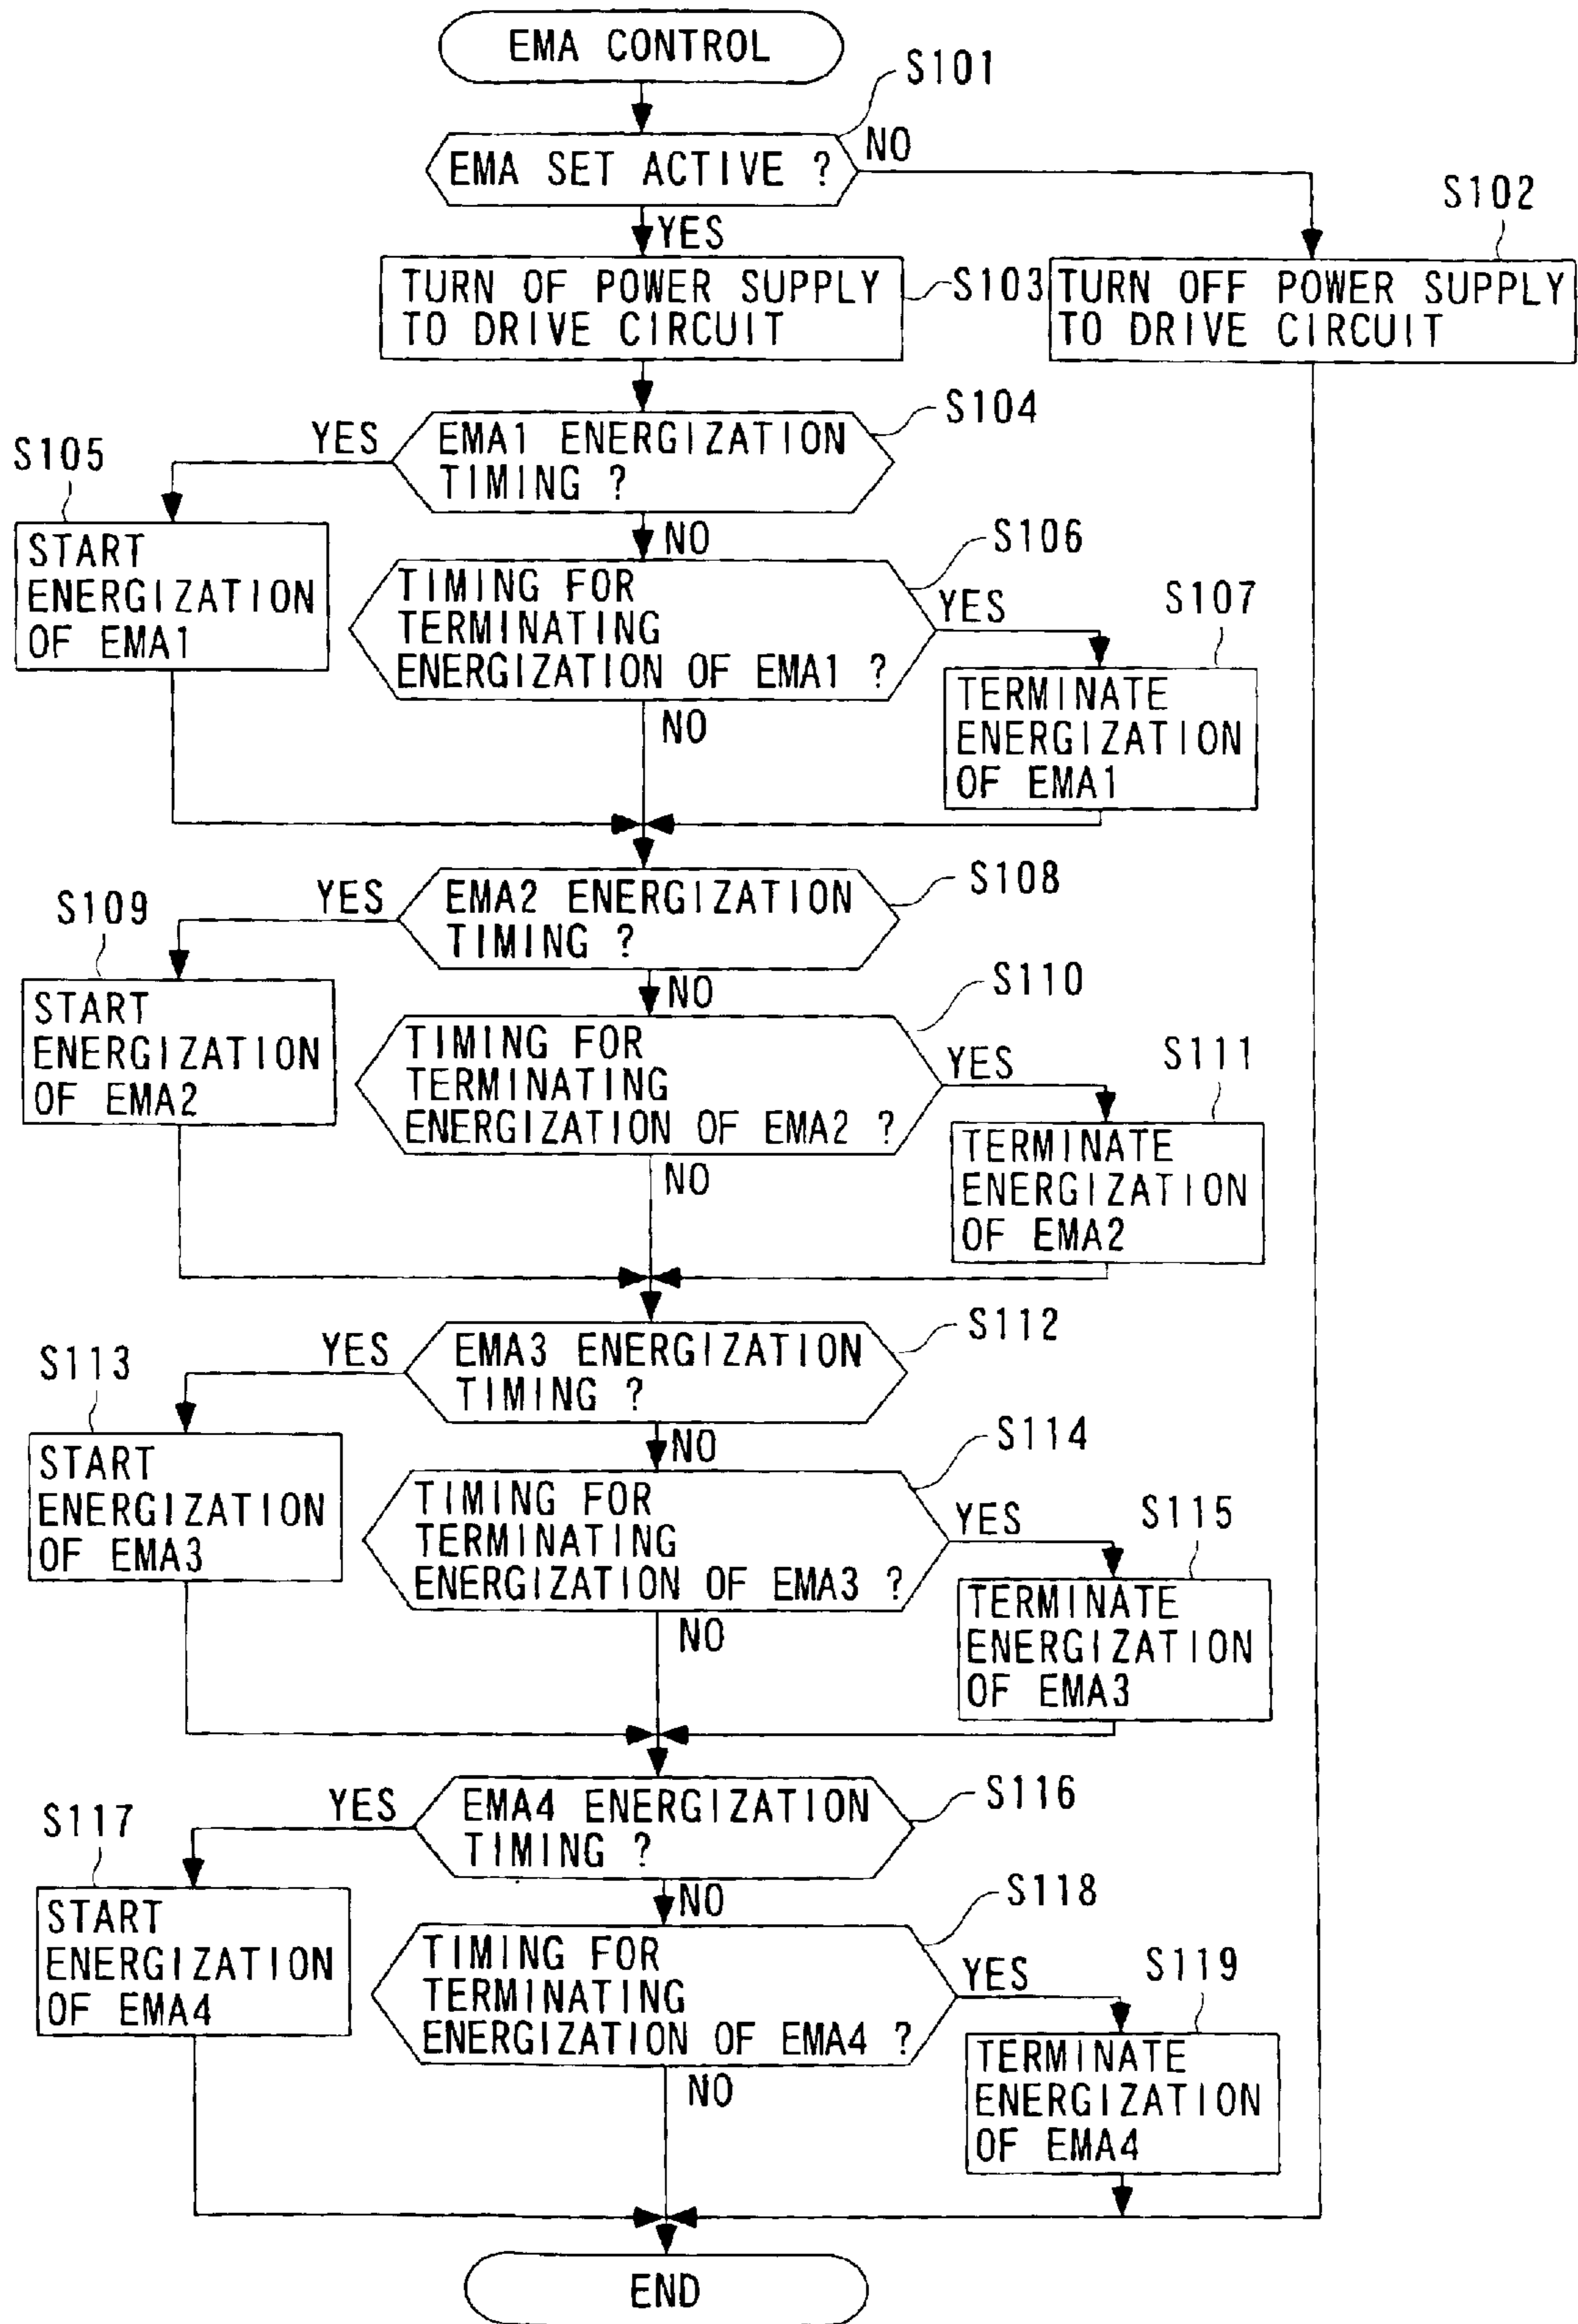 EMA CONTROL
S101
EMA SET ACTIVE ?
NO
YES
S102
TURN OF POWER SUPPLY
TO DRIVE CIRCUIT
S103
TURN OFF POWER SUPPLY
TO DRIVE CIRCUIT
S104
EMA1 ENERGIZATION
TIMING ?
YES
S105
START
ENERGIZATION
OF EMA1
NO
S106
TIMING FOR
TERMINATING
ENERGIZATION OF EMA1 ?
YES
S107
TERMINATE
ENERGIZATION
OF EMA1
NO
S108
EMA2 ENERGIZATION
TIMING ?
YES
S109
START
ENERGIZATION
OF EMA2
NO
S110
TIMING FOR
TERMINATING
ENERGIZATION OF EMA2 ?
YES
S111
TERMINATE
ENERGIZATION
OF EMA2
NO
S112
EMA3 ENERGIZATION
TIMING ?
YES
S113
START
ENERGIZATION
OF EMA3
NO
S114
TIMING FOR
TERMINATING
ENERGIZATION OF EMA3 ?
YES
S115
TERMINATE
ENERGIZATION
OF EMA3
NO
S116
EMA4 ENERGIZATION
TIMING ?
YES
S117
START
ENERGIZATION
OF EMA4
NO
S118
TIMING FOR
TERMINATING
ENERGIZATION OF EMA4 ?
YES
S119
TERMINATE
ENERGIZATION
OF EMA4
NO
END